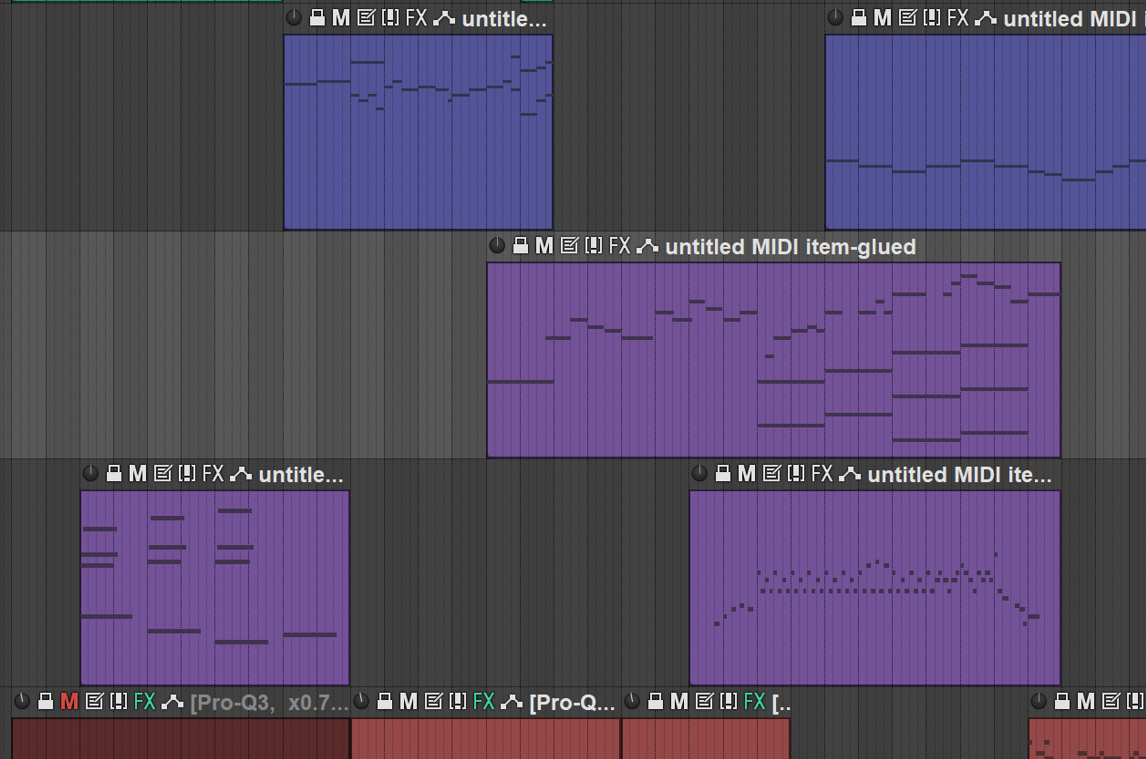 M FX untitle...
M FX untitled MIDI i
M FX untitled MIDI item-glued
M FX untitle...
M FX untitled MIDI ite...
M FX [Pro-Q3, x0.7... M FX [Pro-Q... M FX [.. M